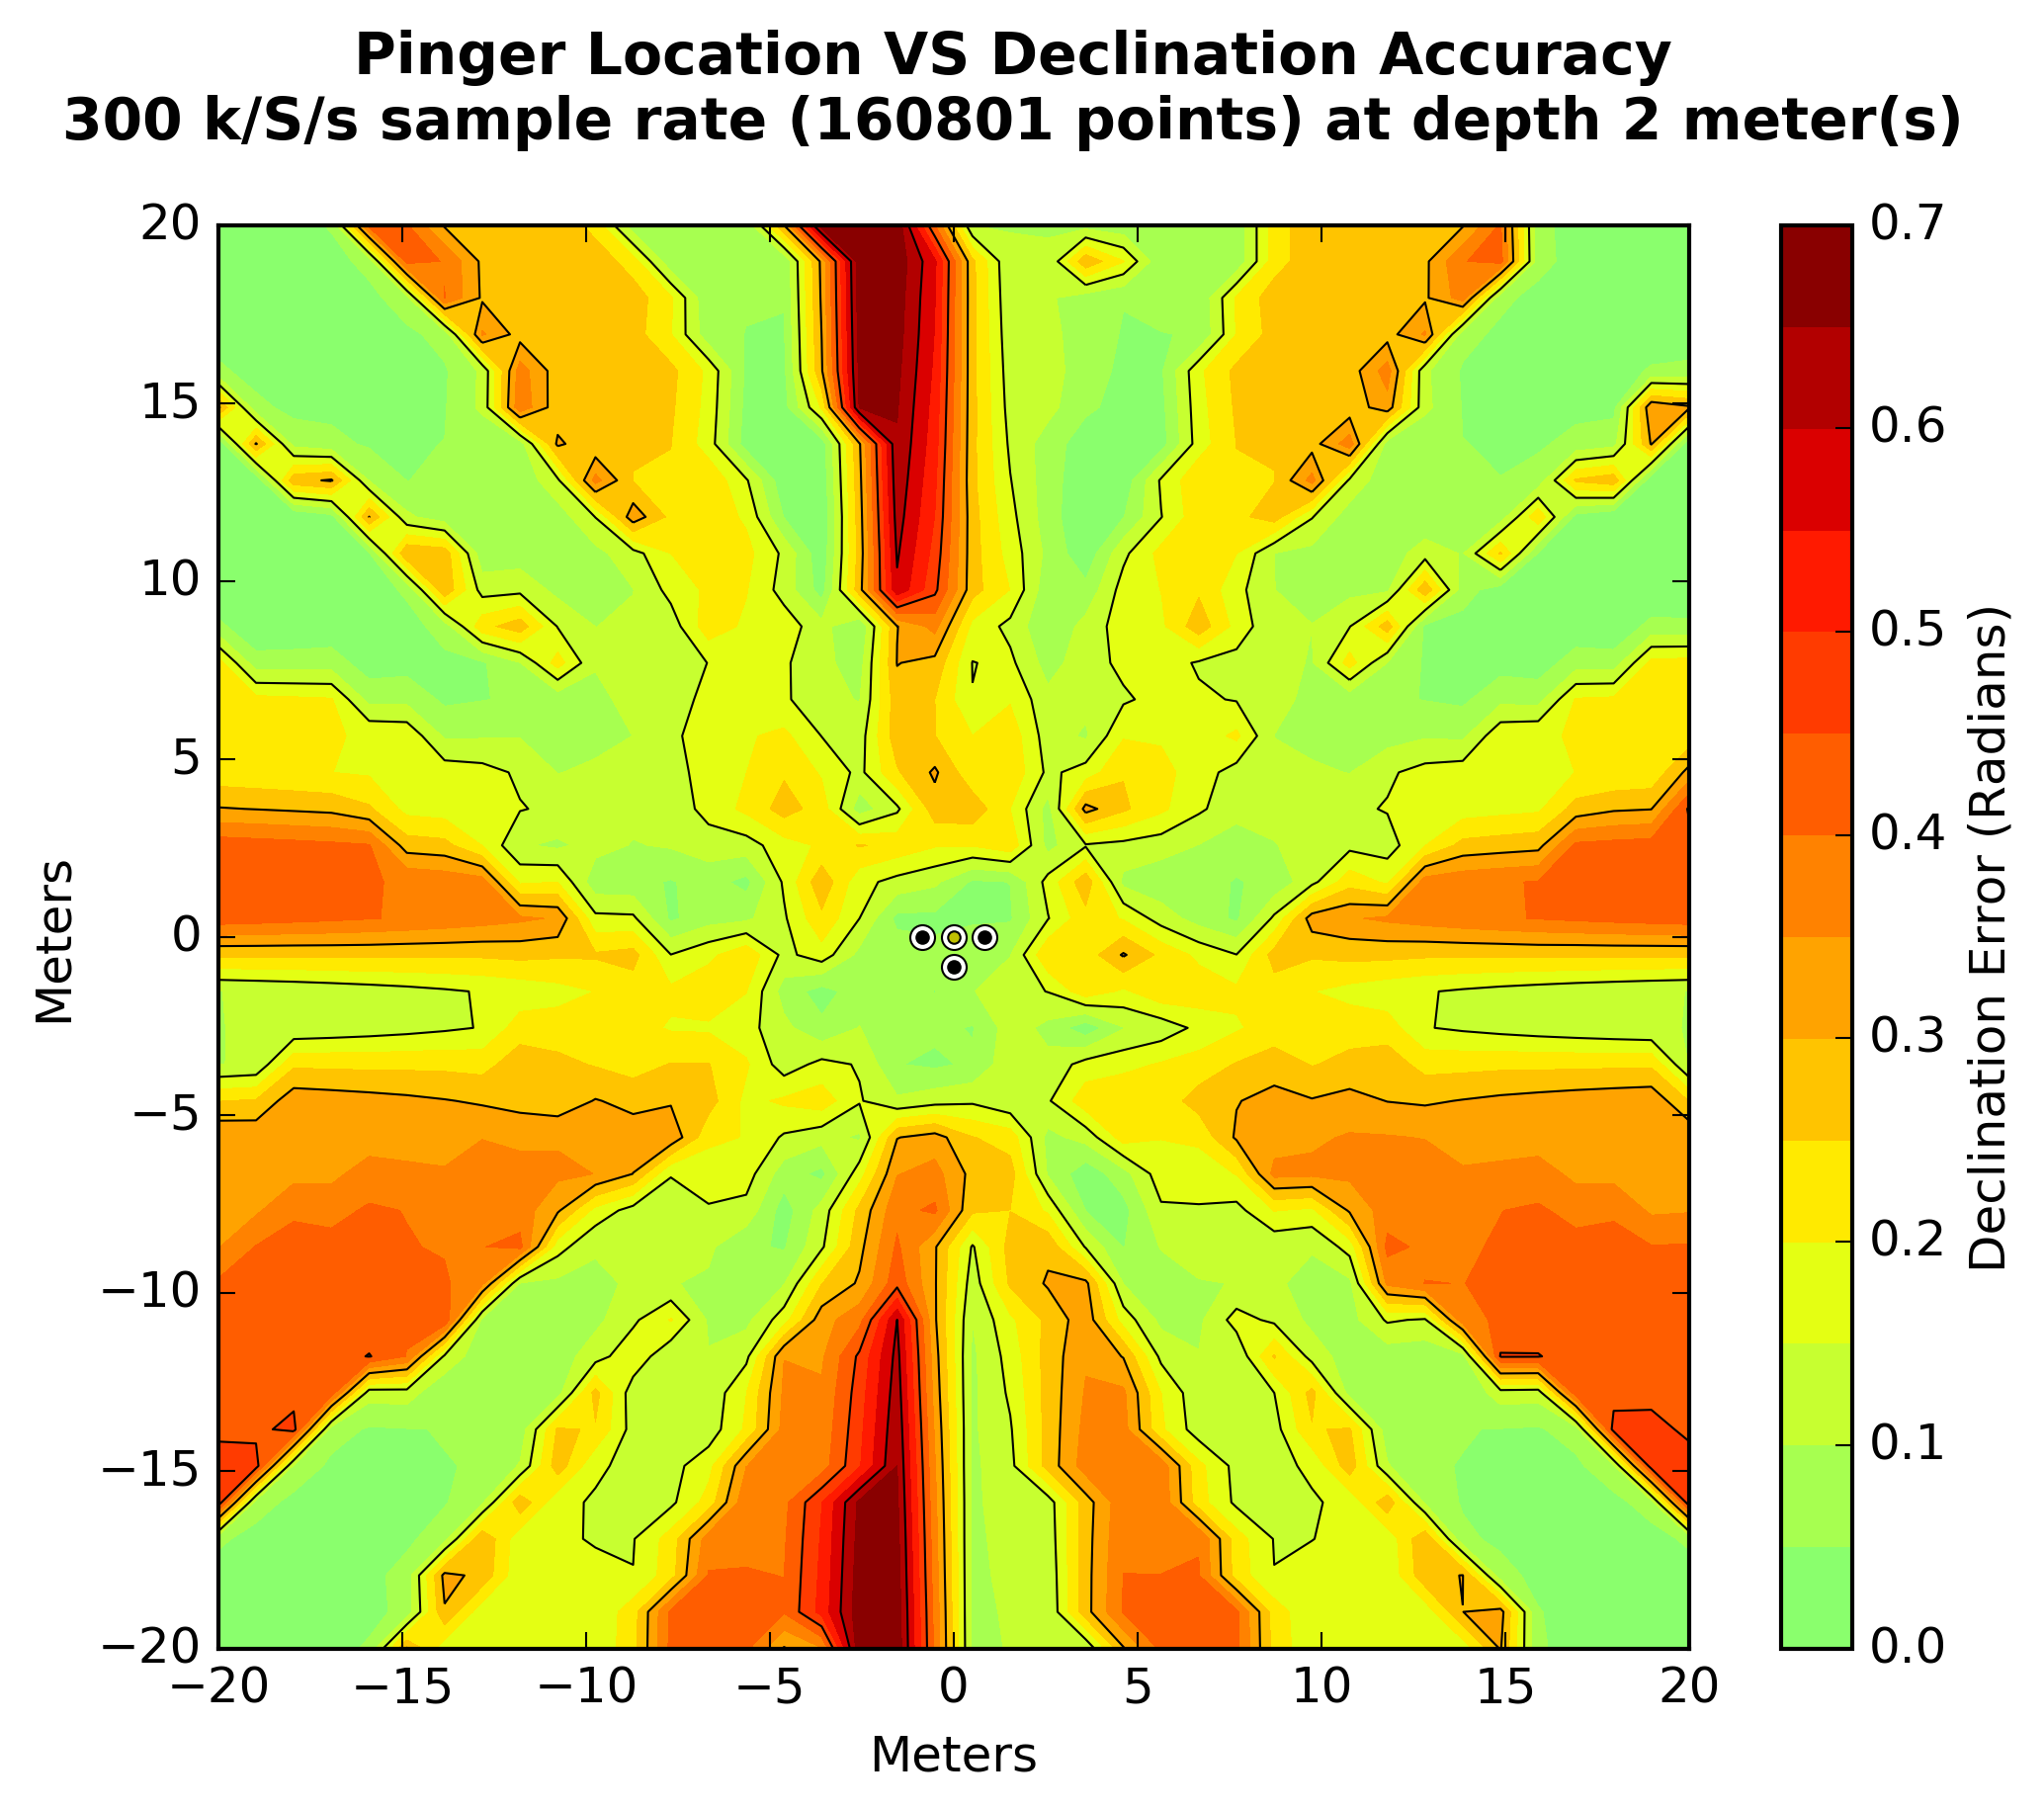 Pinger Location VS Declination Accuracy
300 k/S/s sample rate (160801 points) at depth 2 meter(s)
20
15
10
5
0
−5
−10
−15
−20
Meters
−20 −15 −10 −5 0 5 10 15 20
Meters
0.7
0.6
0.5
0.4
0.3
0.2
0.1
0.0
Declination Error (Radians)